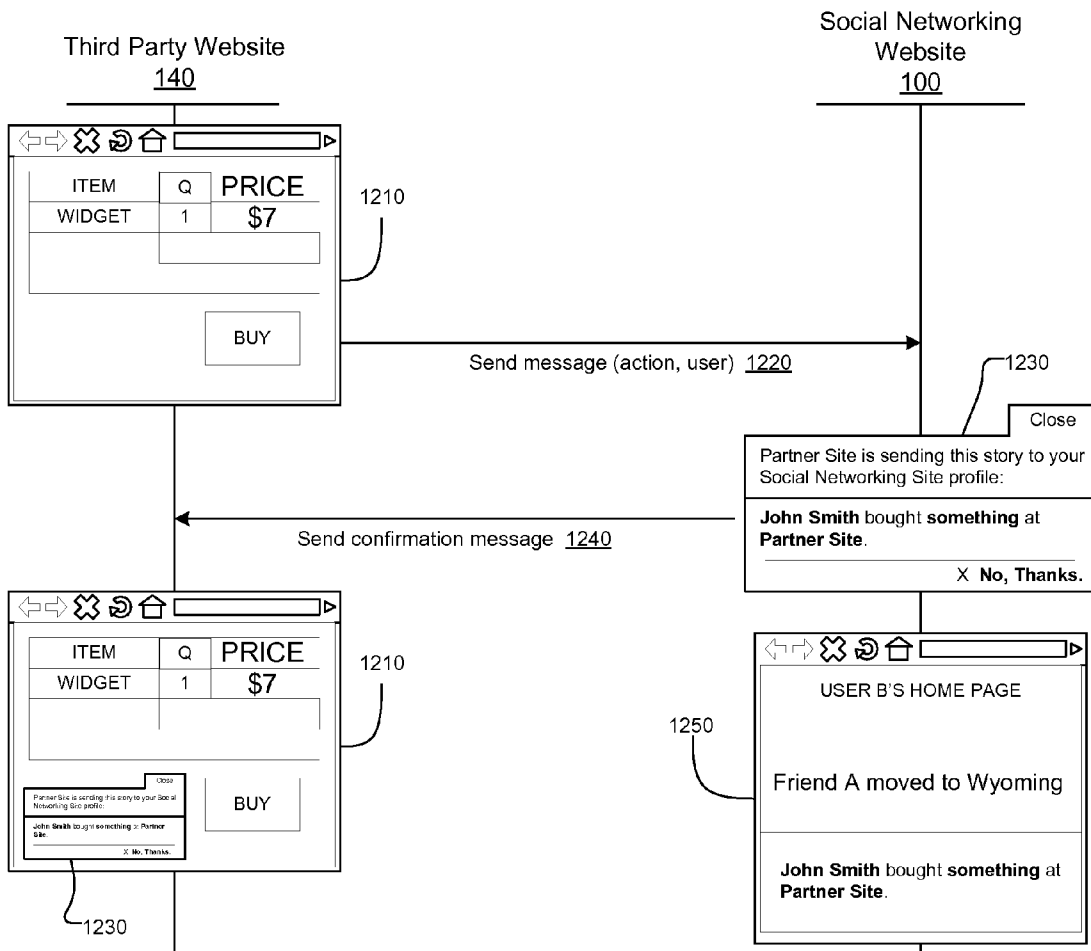 Third Party Website
140
Social Networking
Website
100
ITEM Q PRICE
WIDGET 1 $7
BUY
1210
Send message (action, user) 1220
1230
Close
Partner Site is sending this story to your
Social Networking Site profile:
John Smith bought something at
Partner Site.
X No, Thanks.
Send confirmation message 1240
ITEM Q PRICE
WIDGET 1 $7
BUY
1210
Close
Partner Site is sending this story to your Social
Networking Site profile:
John Smith bought something at Partner
Site.
X No, Thanks.
1230
USER B'S HOME PAGE
1250
Friend A moved to Wyoming
John Smith bought something at
Partner Site.